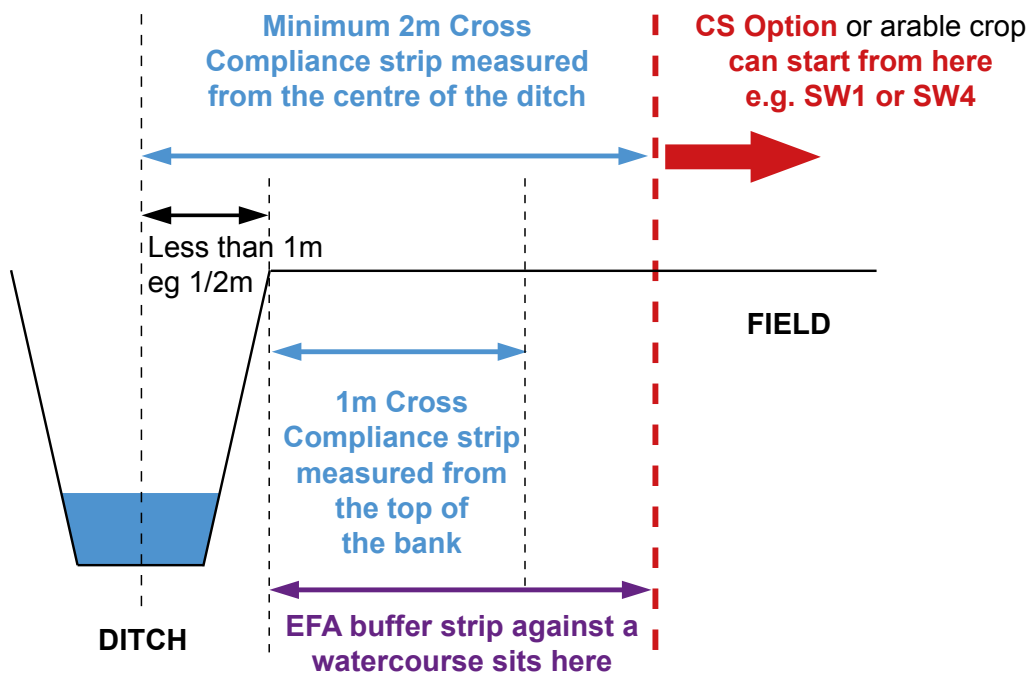 Minimum 2m Cross
Compliance strip measured
from the centre of the ditch
CS Option or arable crop
can start from here
e.g. SW1 or SW4
Less than 1m
eg 1/2m
FIELD
1m Cross
Compliance strip
measured from
the top of
the bank
DITCH
EFA buffer strip against a
watercourse sits here